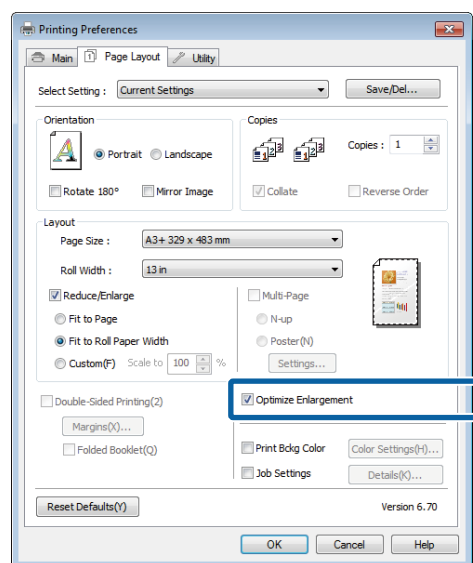 Printing Preferences
Main Page Layout Utility
Select Setting : Current Settings Save/Del...
Orientation
Portrait Landscape
Rotate 180° Mirror Image
Copies
Copies : 1
Collate Reverse Order
Layout
Page Size : A3+ 329 x 483 mm
Roll Width : 13 in
Reduce/Enlarge
Fit to Page
Fit to Roll Paper Width
Custom(F) Scale to 100 %
Multi-Page
N-up
Poster(N)
Settings...
Double-Sided Printing(2)
Margins(X)...
Folded Booklet(Q)
Optimize Enlargement
Print Bckg Color Color Settings(H)...
Job Settings Details(K)...
Reset Defaults(Y) Version 6.70
OK Cancel Help